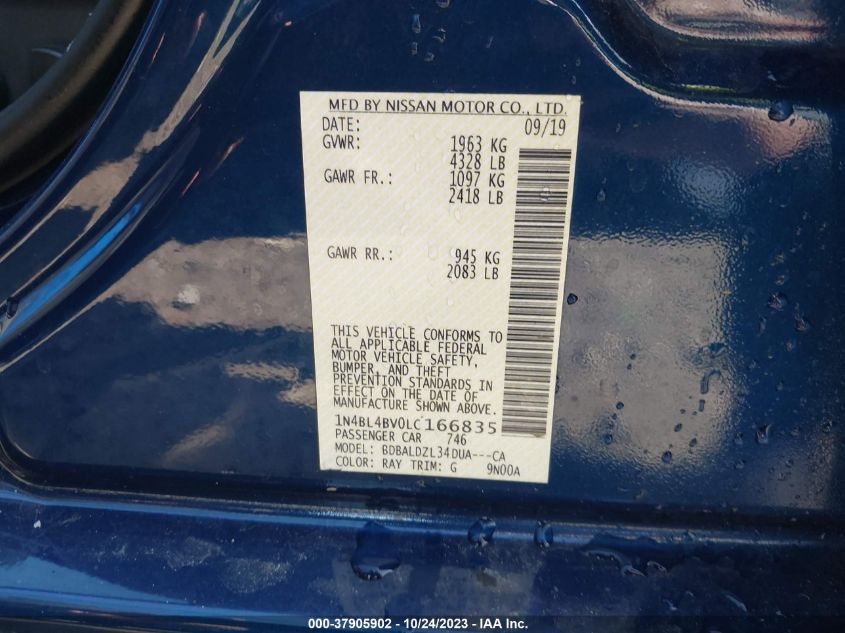 MFD BY NISSAN MOTOR CO., LTD.
DATE: 09/19
GVWR: 1963 KG
4328 LB
GAWR FR.: 1097 KG
2418 LB
GAWR RR.: 945 KG
2083 LB
THIS VEHICLE CONFORMS TO
ALL APPLICABLE FEDERAL
MOTOR VEHICLE SAFETY,
BUMPER, AND THEFT
PREVENTION STANDARDS IN
EFFECT ON THE DATE OF
MANUFACTURE SHOWN ABOVE.
1N4BL4BV0LC166835
PASSENGER CAR 746
MODEL: BDBALDZL34DUA---CA
COLOR: RAY TRIM: G 9N00A
000-37905902 - 10/24/2023 - IAA Inc.